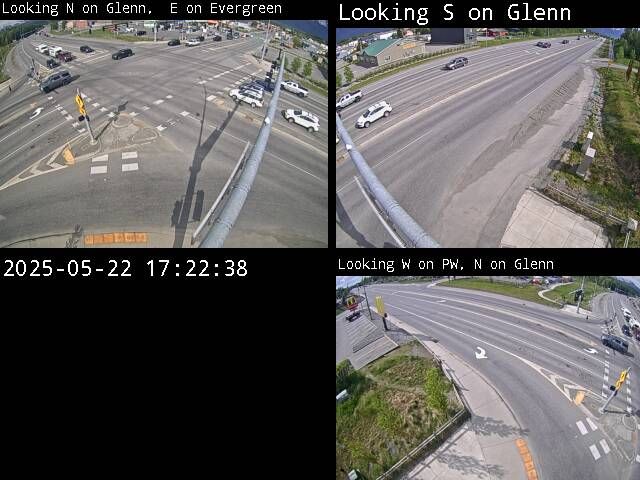 Looking N on Glenn,  E on Evergreen
Looking S on Glenn
2025-05-22 17:22:38
Looking W on PW, N on Glenn